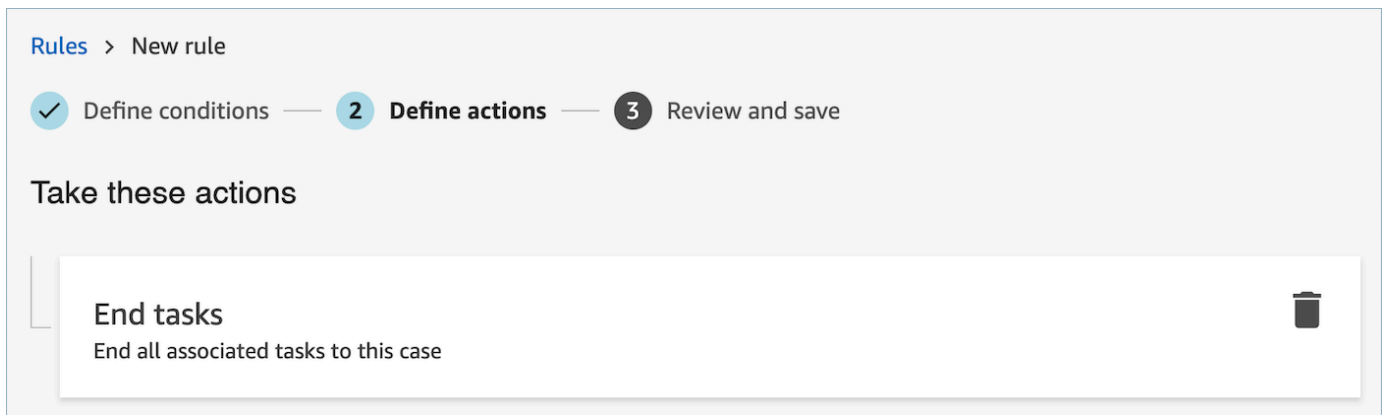 Rules > New rule
Define conditions 2 Define actions 3 Review and save
Take these actions
End tasks
End all associated tasks to this case